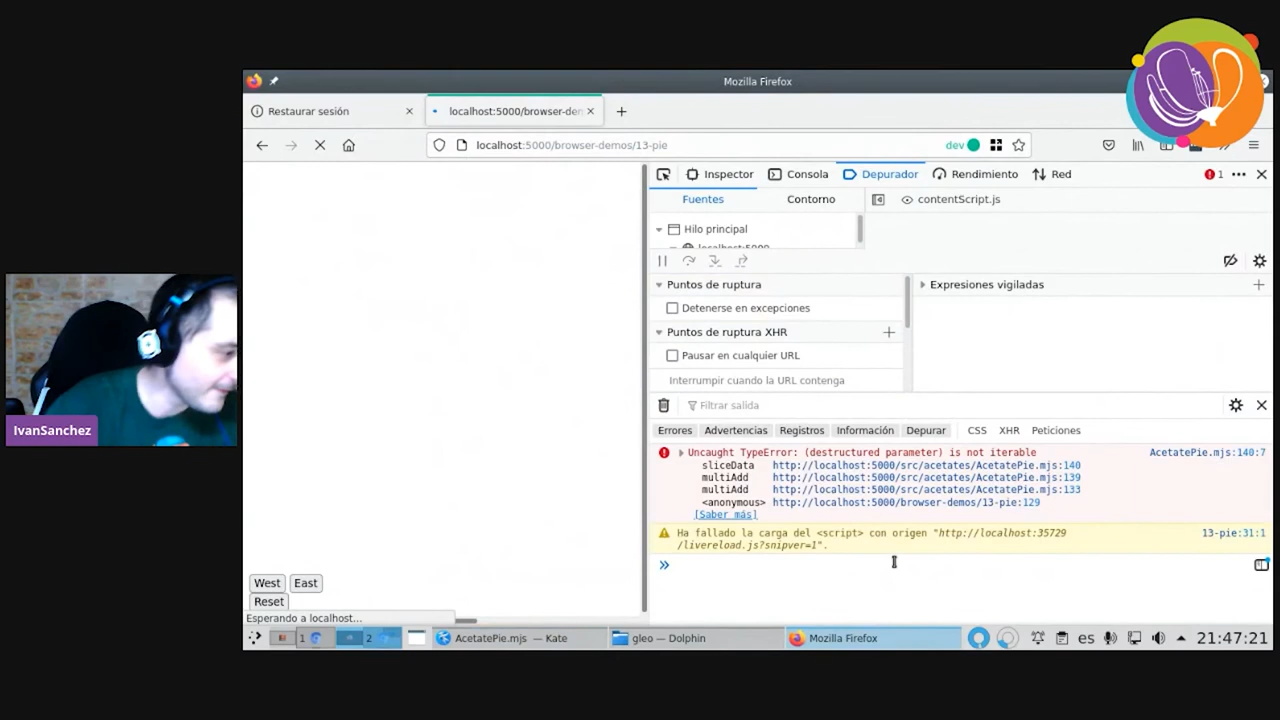 Mozilla Firefox
Restaurar sesión
localhost:5000/browser-den
localhost:5000/browser-demos/13-pie
dev
Inspector
Consola
Depurador
Rendimiento
Red
1
Fuentes
Contorno
contentScript.js
Hilo principal
localhost:5000
Puntos de ruptura
Expresiones vigiladas
Detenerse en excepciones
Puntos de ruptura XHR
Pausar en cualquier URL
Interrumpir cuando la URL contenga
Filtrar salida
Errores
Advertencias
Registros
Información
Depurar
CSS
XHR
Peticiones
Uncaught TypeError: (destructured parameter) is not iterable
AcetatePie.mjs:140:7
sliceData http://localhost:5000/src/acetates/AcetatePie.mjs:140
multiAdd http://localhost:5000/src/acetates/AcetatePie.mjs:139
multiAdd http://localhost:5000/src/acetates/AcetatePie.mjs:133
<anonymous> http://localhost:5000/browser-demos/13-pie:129
[Saber más]
Ha fallado la carga del <script> con origen "http://localhost:35729
/livereload.js?snipver=1".
13-pie:31:1
IvanSanchez
West East
Reset
Esperando a localhost...
1
2
AcetatePie.mjs — Kate
gleo — Dolphin
Mozilla Firefox
es
21:47:21